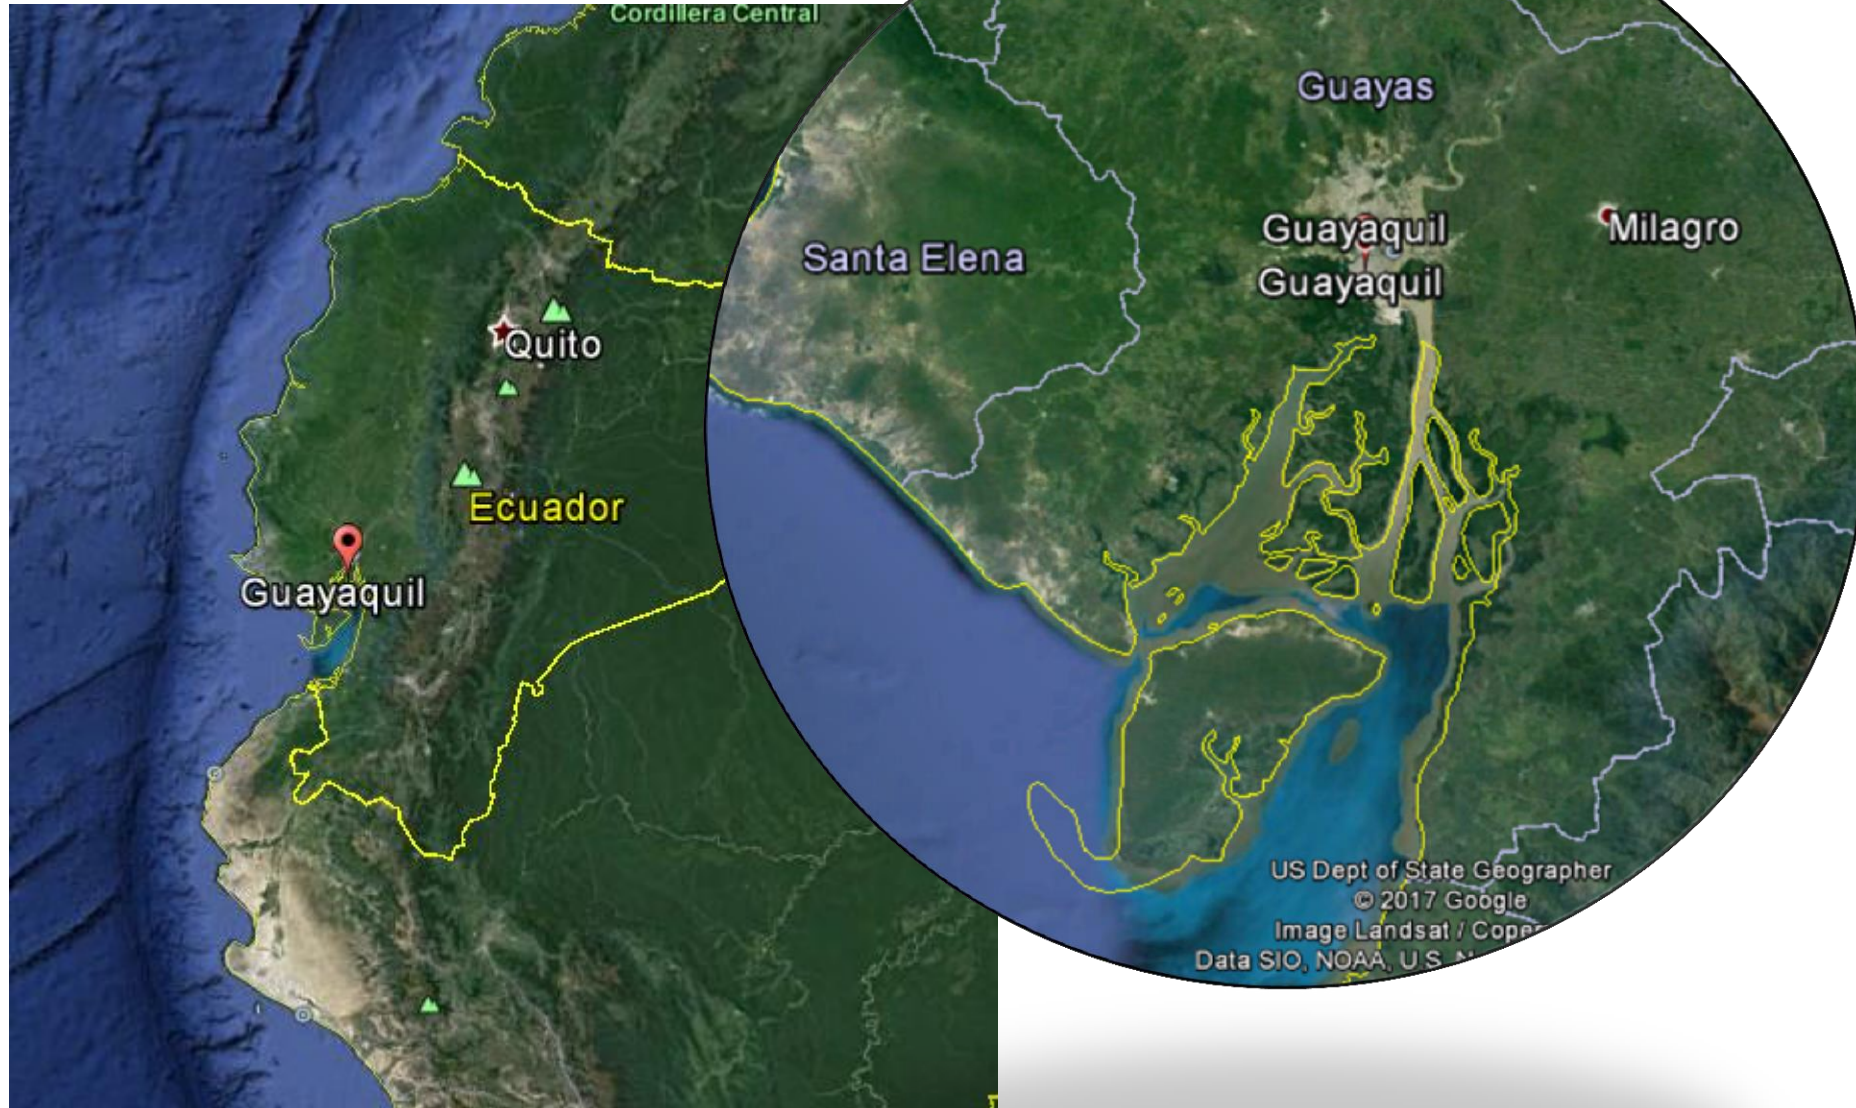 Cordillera Central
Quito
Ecuador
Guayaquil
Guayas
Guayaquil
Guayaquil
Milagro
Santa Elena
US Dept of State Geographer
© 2017 Google
Image Landsat /
Data SIO, NOAA, U.S.